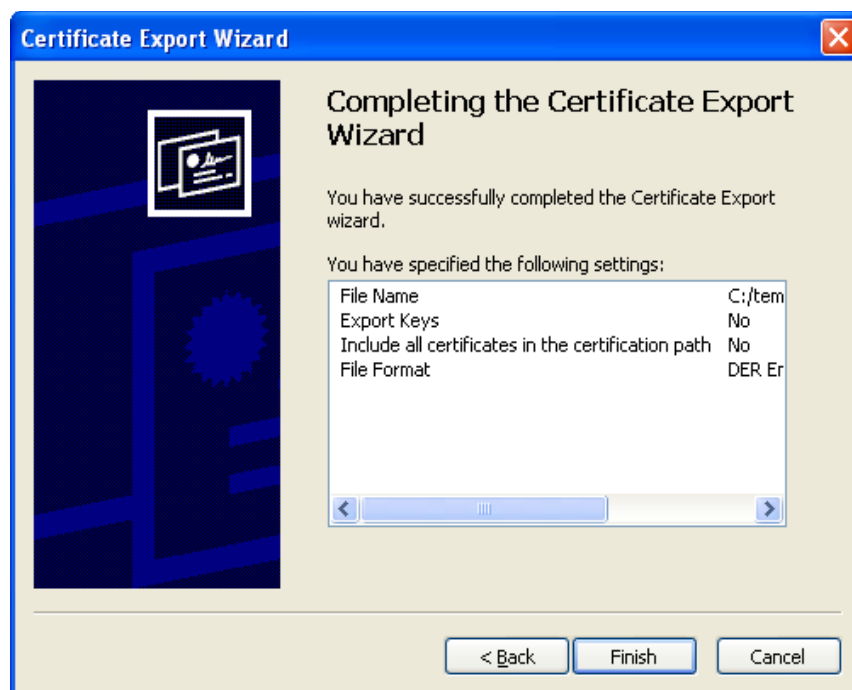 Certificate Export Wizard
Completing the Certificate Export
Wizard
You have successfully completed the Certificate Export
wizard.
You have specified the following settings:
File Name C:/tem
Export Keys No
Include all certificates in the certification path No
File Format DER Er
< Back Finish Cancel